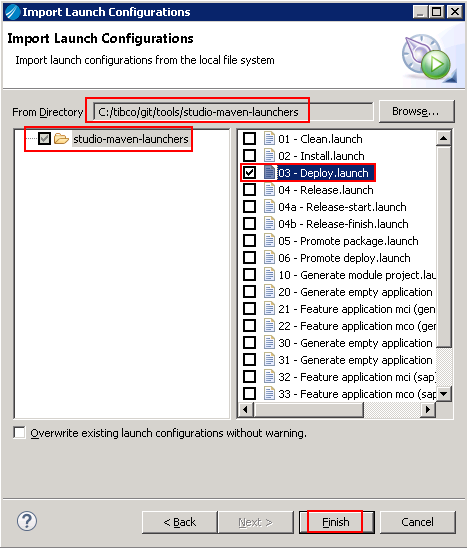 Import Launch Configurations
Import Launch Configurations
Import launch configurations from the local file system
From Directory C:/tibco/git/tools/studio-maven-launchers Browse...
studio-maven-launchers
01 - Clean.launch
02 - Install.launch
03 - Deploy.launch
04 - Release.launch
04a - Release-start.launch
04b - Release-finish.launch
05 - Promote package.launch
06 - Promote deploy.launch
10 - Generate module project.lau
20 - Generate empty application
21 - Feature application mci (gen
22 - Feature application mco (gen
30 - Generate empty application
31 - Generate empty application
32 - Feature application mci (sap)
33 - Feature application mco (sap
Overwrite existing launch configurations without warning.
?
< Back Next > Finish Cancel